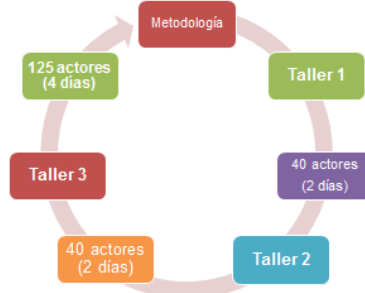 Metodología
Taller 1
40 actores
(2 días)
Taller 2
40 actores
(2 días)
Taller 3
125 actores
(4 días)